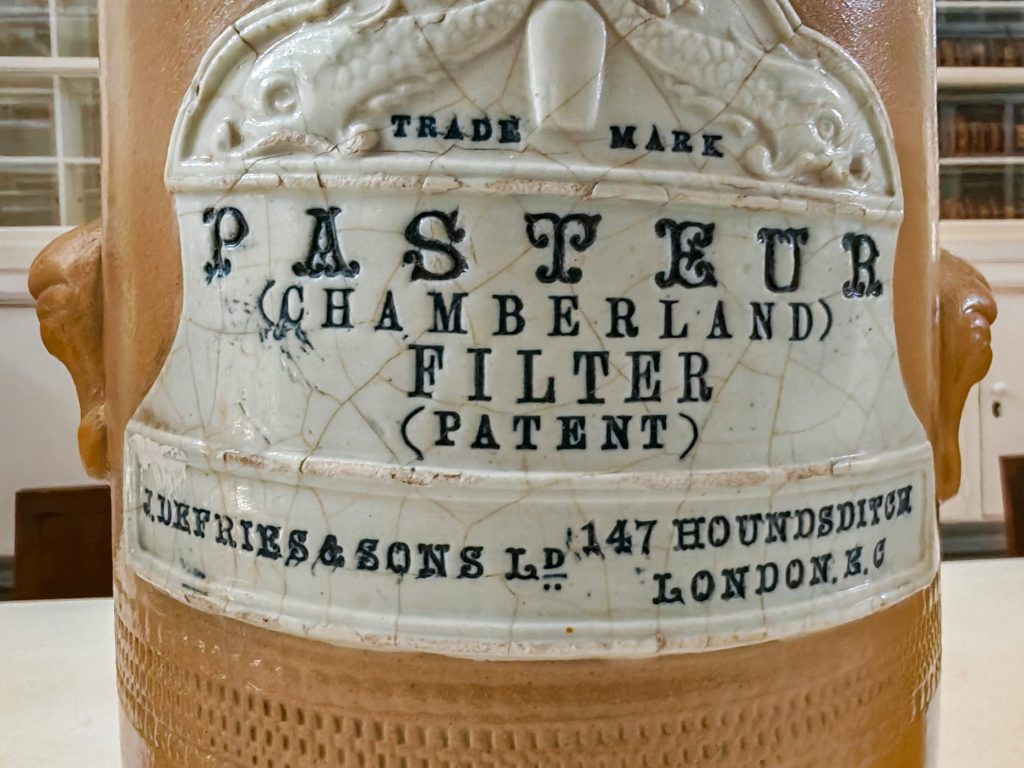 TRADE MARK
PASTEUR
(CHAMBERLAND)
FILTER
(PATENT)
J. DEFRIES & SONS LD 147 HOUNDSDITCH
LONDON. E. C